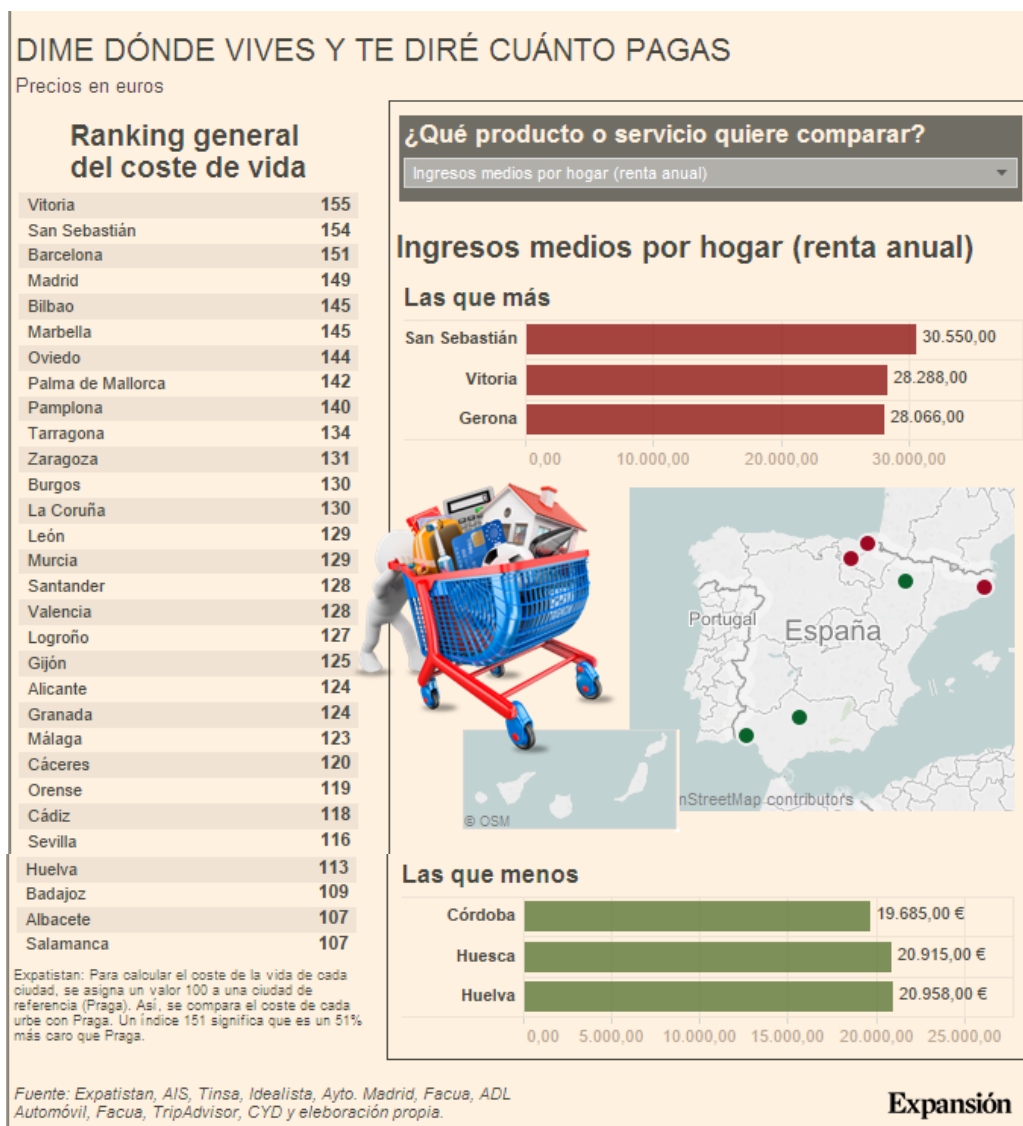 DIME DÓNDE VIVES Y TE DIRÉ CUÁNTO PAGAS
Precios en euros
Ranking general
del coste de vida
Vitoria 155
San Sebastián 154
Barcelona 151
Madrid 149
Bilbao 145
Marbella 145
Oviedo 144
Palma de Mallorca 142
Pamplona 140
Tarragona 134
Zaragoza 131
Burgos 130
La Coruña 130
León 129
Murcia 129
Santander 128
Valencia 128
Logroño 127
Gijón 125
Alicante 124
Granada 124
Málaga 123
Cáceres 120
Orense 119
Cádiz 118
Sevilla 116
Huelva 113
Badajoz 109
Albacete 107
Salamanca 107
Expatistan: Para calcular el coste de la vida de cada
ciudad, se asigna un valor 100 a una ciudad de
referencia (Praga). Así, se compara el coste de cada
urbe con Praga. Un índice 151 significa que es un 51%
más caro que Praga.
¿Qué producto o servicio quiere comparar?
Ingresos medios por hogar (renta anual)
Ingresos medios por hogar (renta anual)
Las que más
San Sebastián 30.550,00
Vitoria 28.288,00
Gerona 28.066,00
0,00 10.000,00 20.000,00 30.000,00
Portugal
España
nStreetMap contributors
© OSM
Las que menos
Córdoba 19.685,00 €
Huesca 20.915,00 €
Huelva 20.958,00 €
0,00 5.000,00 10.000,00 15.000,00 20.000,00 25.000,00
Fuente: Expatistan, AIS, Tinsa, Idealista, Ayto. Madrid, Facua, ADL
Automóvil, Facua, TripAdvisor, CYD y eleboración propia.
Expansión